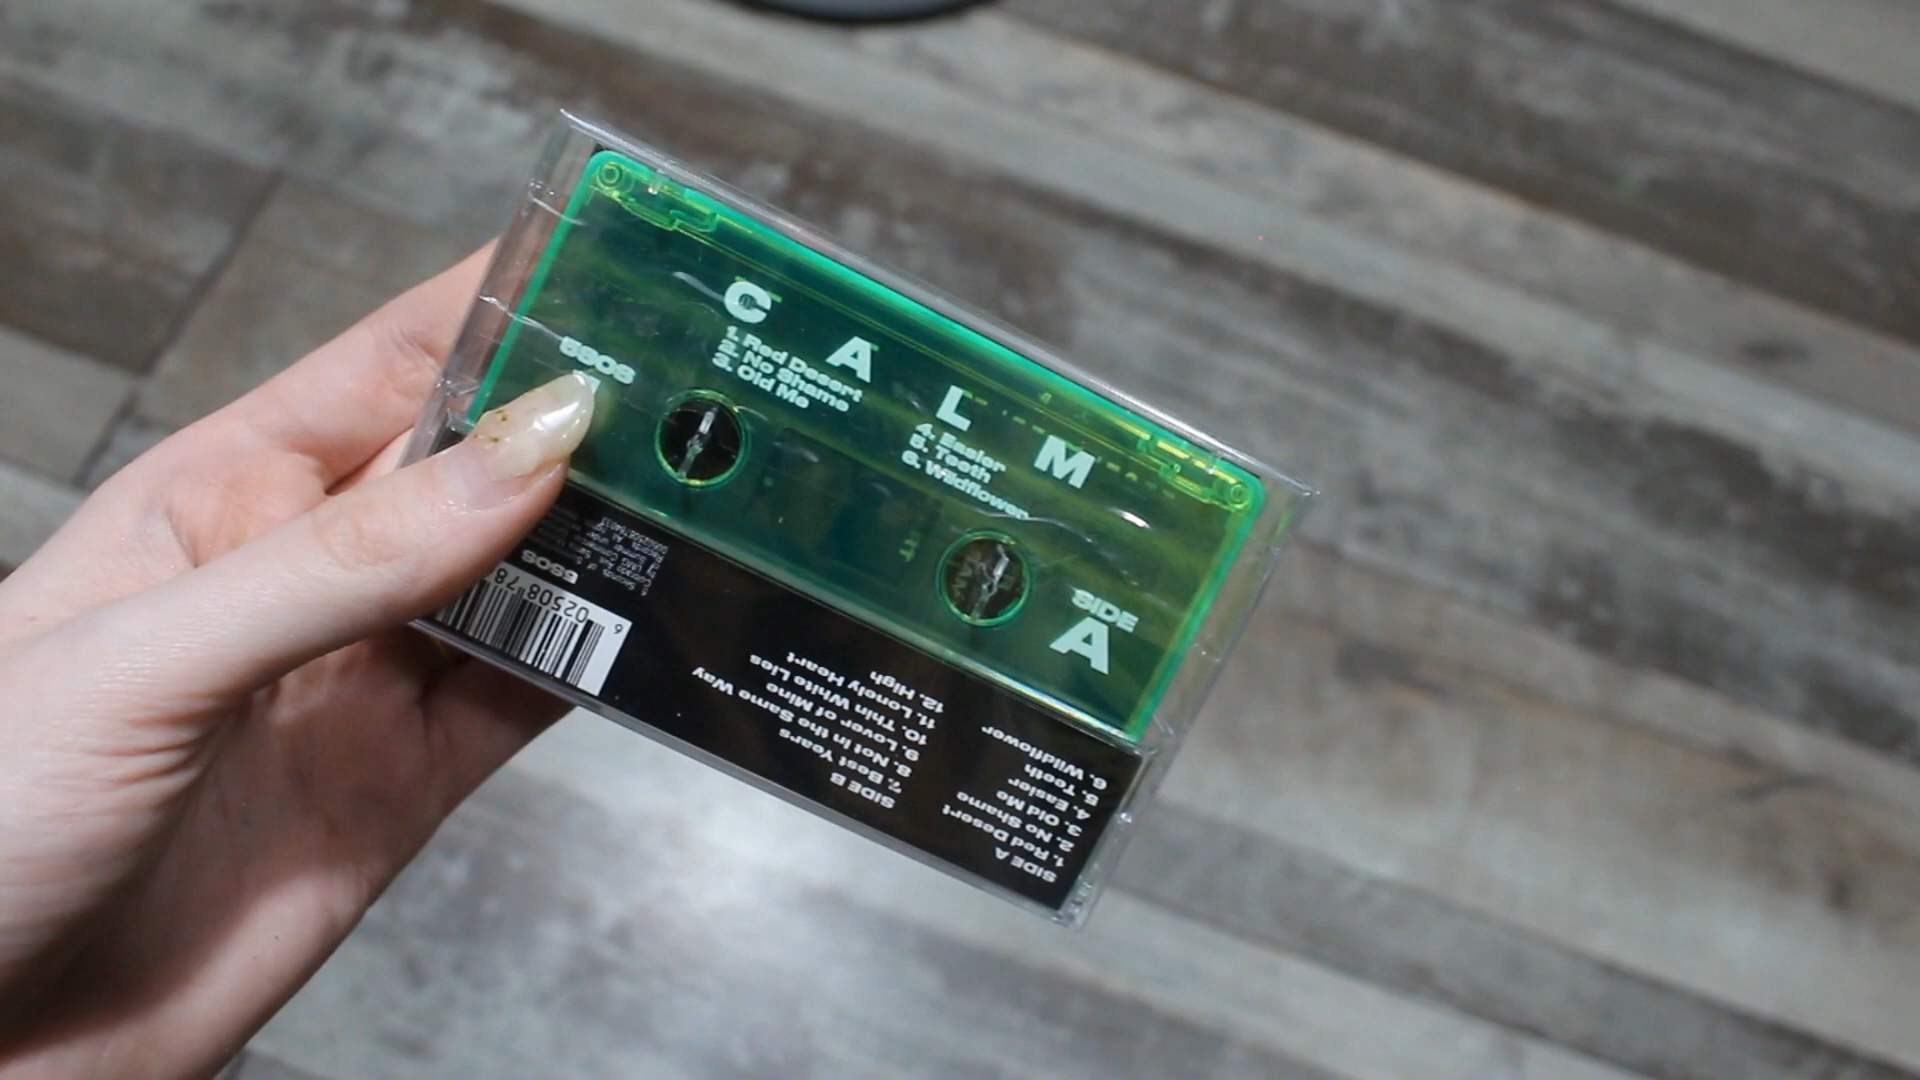 C A L M
5SOS
1. Red Desert
2. No Shame
3. Old Me
4. Easier
5. Teeth
6. Wildflower
SIDE
A
SIDE A
1. Red Desert
2. No Shame
3. Old Me
4. Easier
5. Teeth
6. Wildflower
SIDE B
7. Best Years
8. Not In the Same Way
9. Lover of Mine
10. Thin White Lies
11. Lonely Heart
12. High
5SOS
6 02508 78